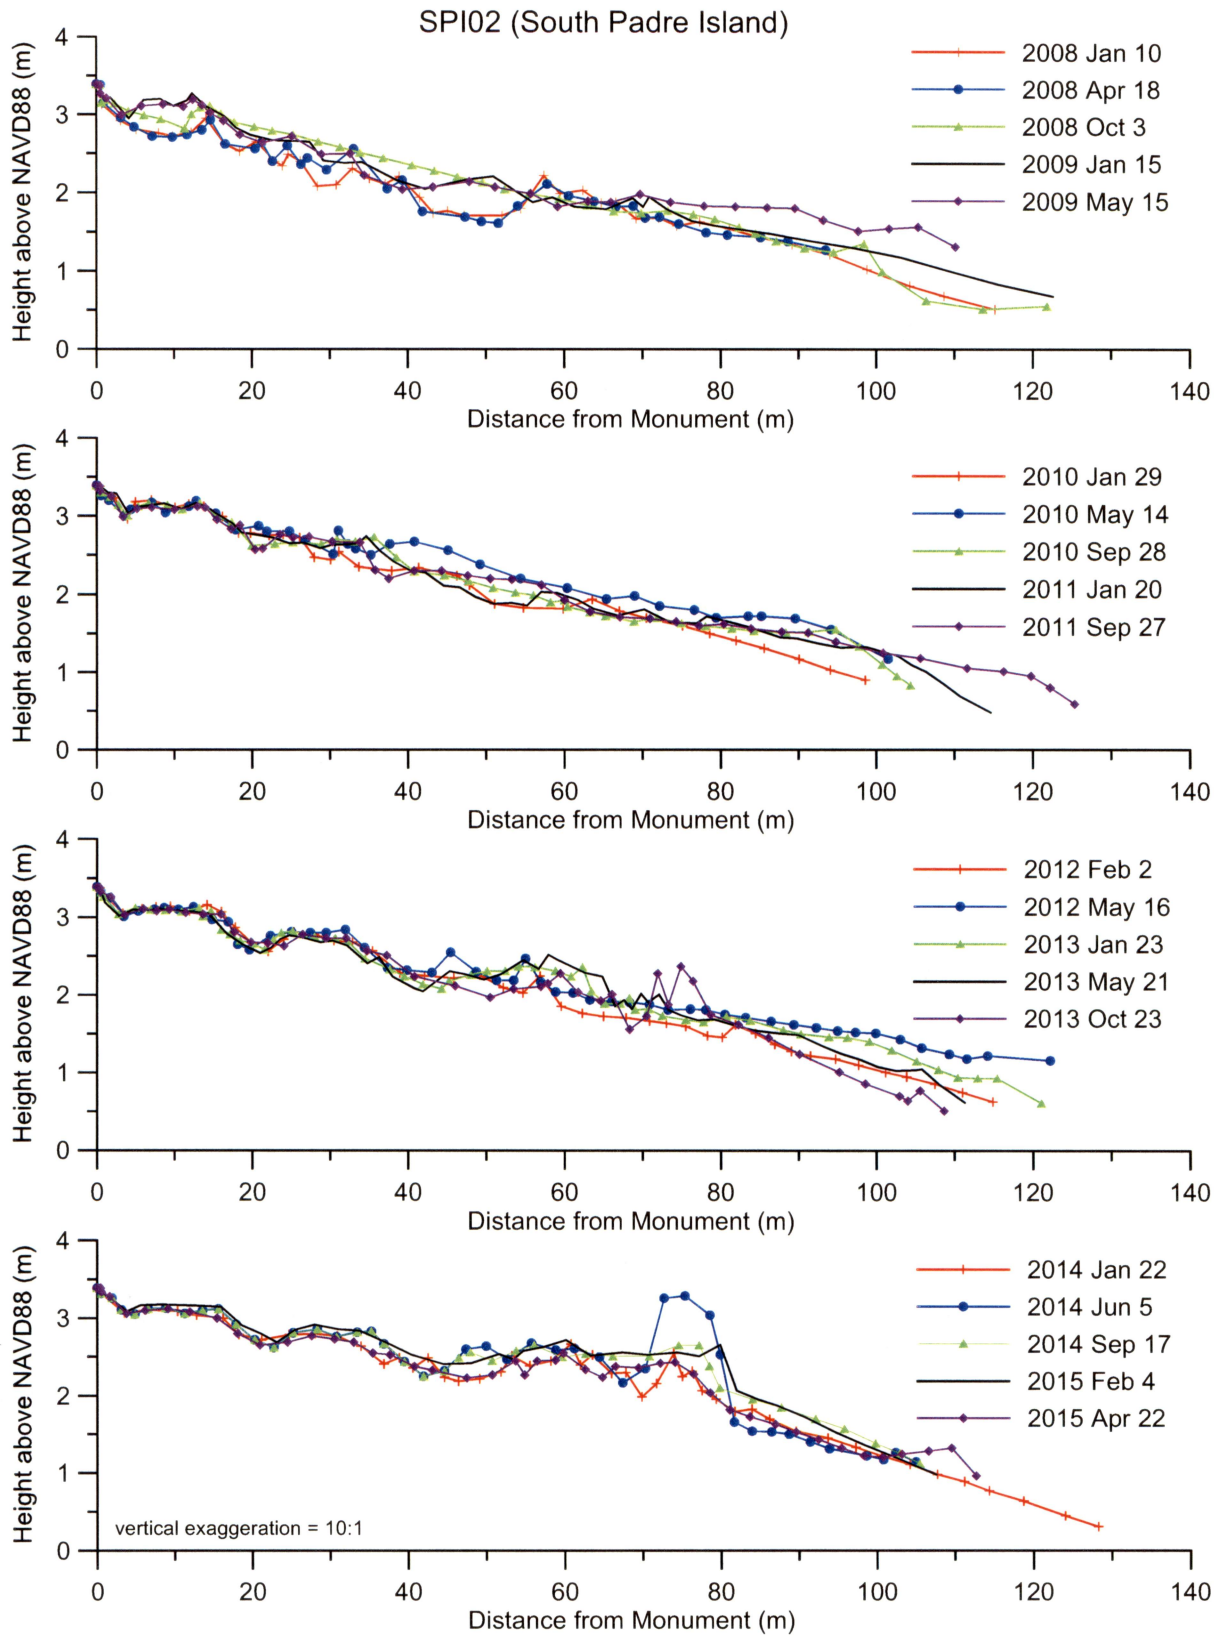 SPI02 (South Padre Island)
Height above NAVD88 (m)
4
3
2
1
0
2008 Jan 10
2008 Apr 18
2008 Oct 3
2009 Jan 15
2009 May 15
0 20 40 60 80 100 120 140
Distance from Monument (m)
Height above NAVD88 (m)
4
3
2
1
0
2010 Jan 29
2010 May 14
2010 Sep 28
2011 Jan 20
2011 Sep 27
0 20 40 60 80 100 120 140
Distance from Monument (m)
Height above NAVD88 (m)
4
3
2
1
0
2012 Feb 2
2012 May 16
2013 Jan 23
2013 May 21
2013 Oct 23
0 20 40 60 80 100 120 140
Distance from Monument (m)
Height above NAVD88 (m)
4
3
2
1
0
2014 Jan 22
2014 Jun 5
2014 Sep 17
2015 Feb 4
2015 Apr 22
vertical exaggeration = 10:1
0 20 40 60 80 100 120 140
Distance from Monument (m)